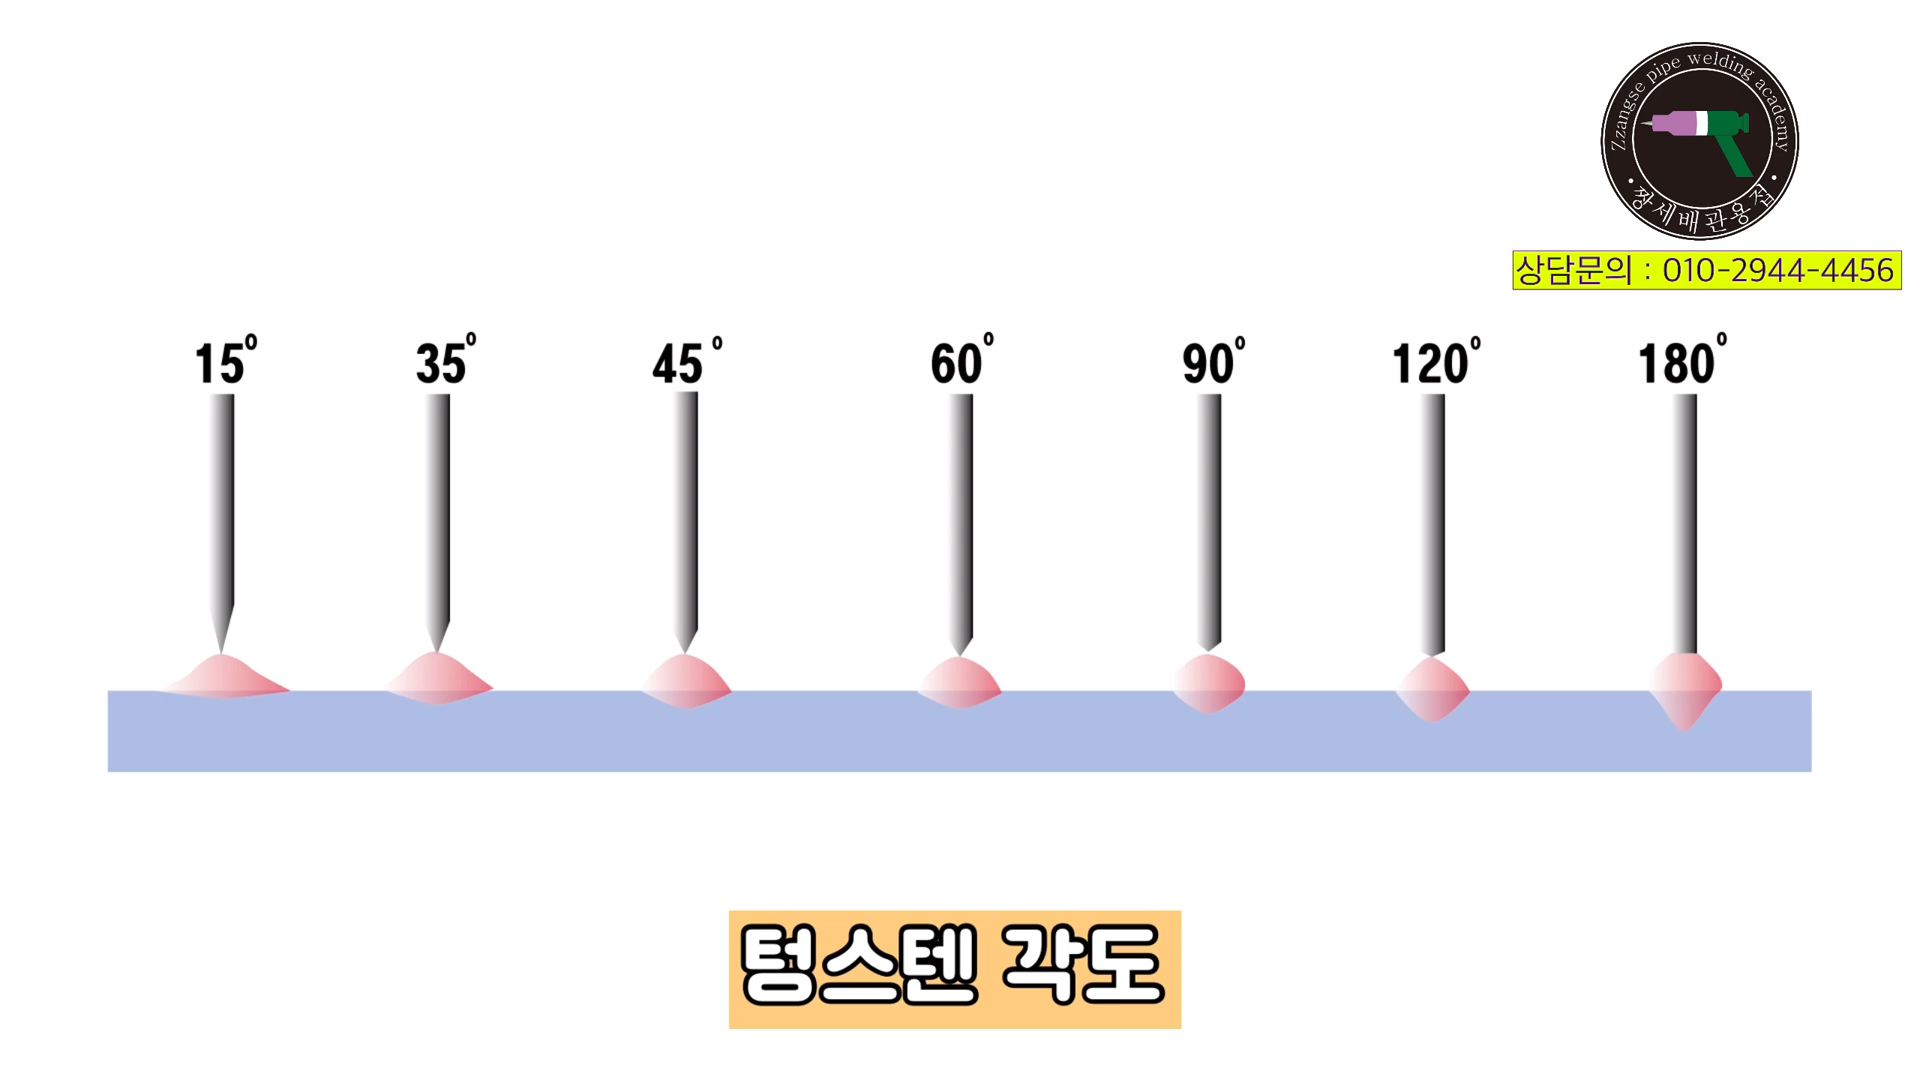 Zzangse pipe welding academy
짱세배관용접
상담문의 : 010-2944-4456
15° 35° 45° 60° 90° 120° 180°
텅스텐 각도